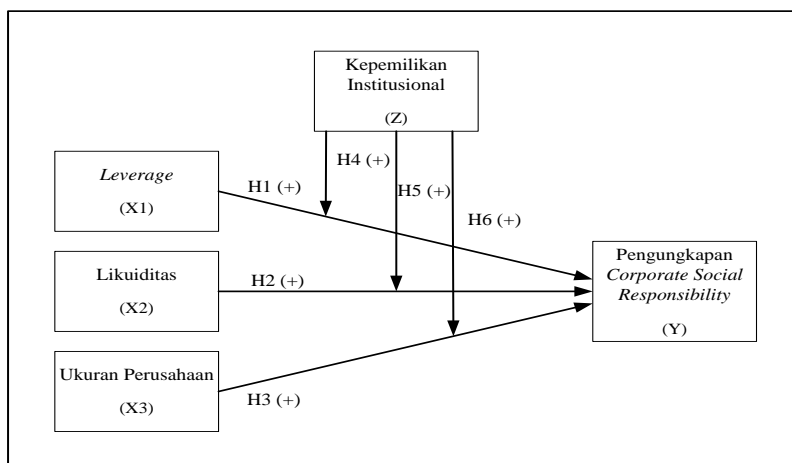 Kepemilikan
Institusional
(Z)
H4 (+)
Leverage
(X1)
H1 (+)
H5 (+)
H6 (+)
Likuiditas
(X2)
H2 (+)
Pengungkapan
Corporate Social
Responsibility
(Y)
Ukuran Perusahaan
(X3)
H3 (+)